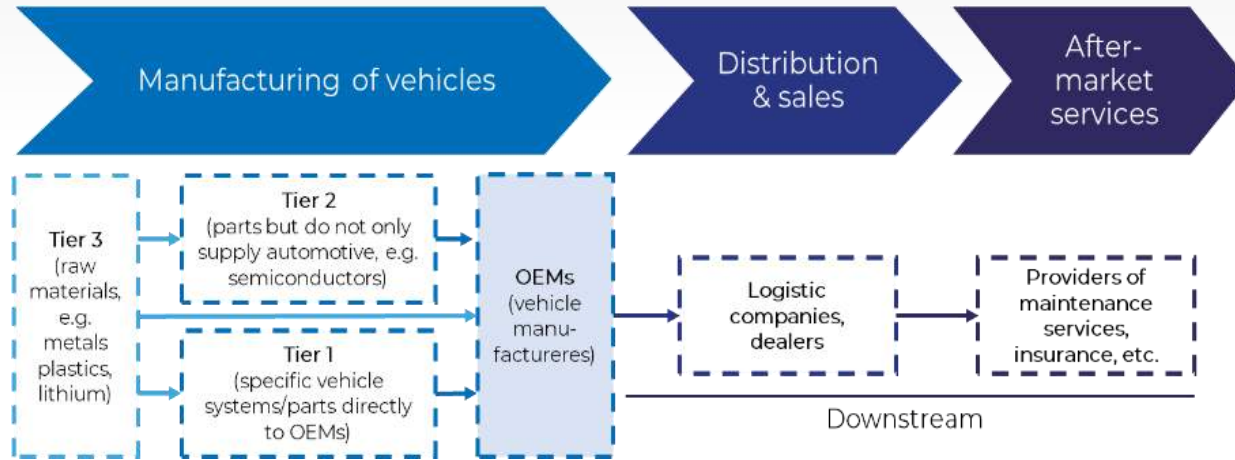 Manufacturing of vehicles
Distribution
& sales
After-
market
services
Tier 3
(raw
materials,
e.g.
metals
plastics,
lithium)
Tier 2
(parts but do not only
supply automotive, e.g.
semiconductors)
Tier 1
(specific vehicle
systems/parts directly
to OEMs)
OEMs
(vehicle
manu-
factureres)
Logistic
companies,
dealers
Providers of
maintenance
services,
insurance, etc.
Downstream